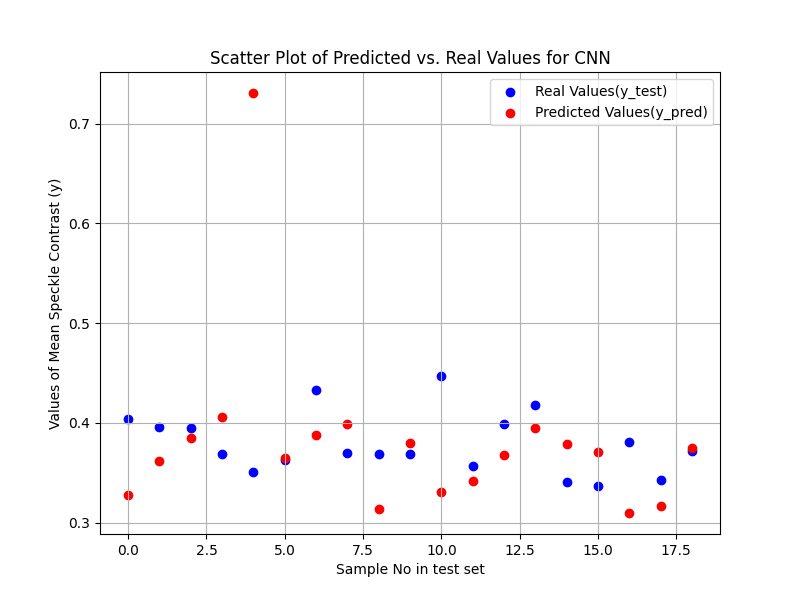 Scatter Plot of Predicted vs. Real Values for CNN
Real Values(y_test)
Predicted Values(y_pred)
Values of Mean Speckle Contrast (y)
0.7
0.6
0.5
0.4
0.3
0.0 2.5 5.0 7.5 10.0 12.5 15.0 17.5
Sample No in test set